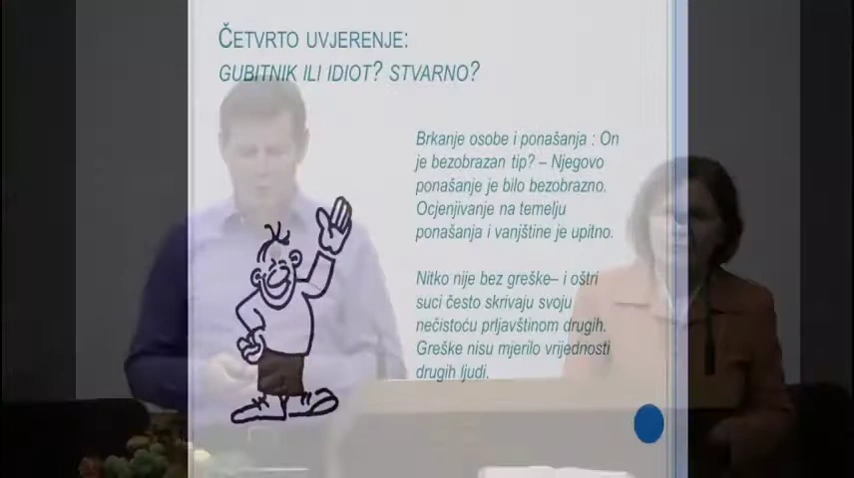 ČETVRTO UVJERENJE:
GUBITNIK ILI IDIOT? STVARNO?
Brkanje osobe i ponašanja : On
je bezobrazan tip? – Njegovo
ponašanje je bilo bezobrazno.
Ocjenjivanje na temelju
ponašanja i vanjštine je upitno.
Nitko nije bez greške– i oštri
suci često skrivaju svoju
nečistoću prljavštinom drugih.
Greške nisu mjerilo vrijednosti
drugih ljudi.